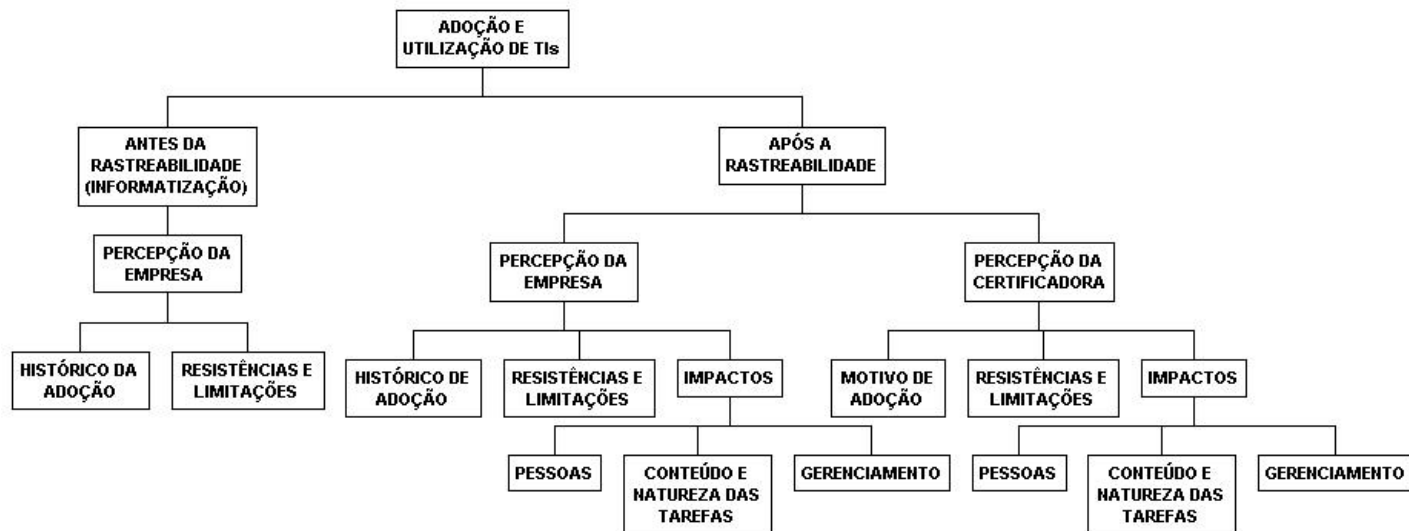 ADOÇÃO E
UTILIZAÇÃO DE TIs
ANTES DA
RASTREABILIDADE
(INFORMATIZAÇÃO)
APÓS A
RASTREABILIDADE
PERCEPÇÃO DA
EMPRESA
PERCEPÇÃO DA
EMPRESA
PERCEPÇÃO DA
CERTIFICADORA
HISTÓRICO DA
ADOÇÃO
RESISTÊNCIAS E
LIMITAÇÕES
HISTÓRICO DE
ADOÇÃO
RESISTÊNCIAS E
LIMITAÇÕES
IMPACTOS
MOTIVO DE
ADOÇÃO
RESISTÊNCIAS E
LIMITAÇÕES
IMPACTOS
PESSOAS
CONTEÚDO E
NATUREZA DAS
TAREFAS
GERENCIAMENTO
PESSOAS
CONTEÚDO E
NATUREZA DAS
TAREFAS
GERENCIAMENTO